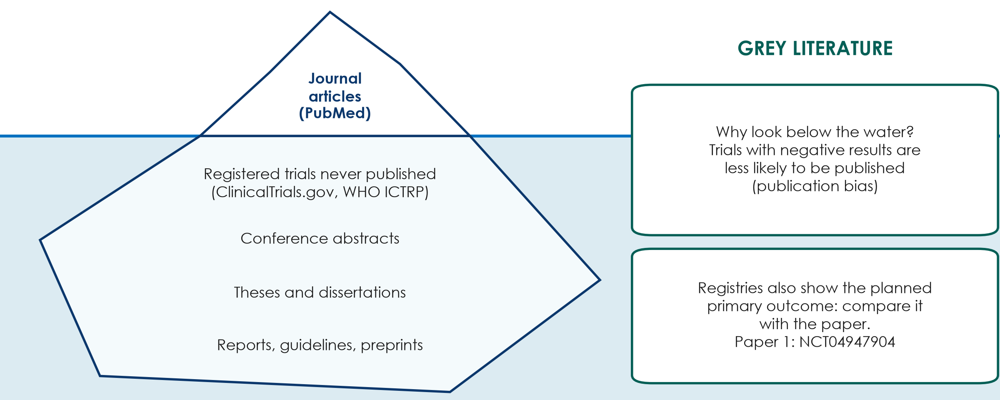 Journal
articles
(PubMed)
Registered trials never published
(ClinicalTrials.gov, WHO ICTRP)
Conference abstracts
Theses and dissertations
Reports, guidelines, preprints
GREY LITERATURE
Why look below the water?
Trials with negative results are
less likely to be published
(publication bias)
Registries also show the planned
primary outcome: compare it
with the paper.
Paper 1: NCT04947904